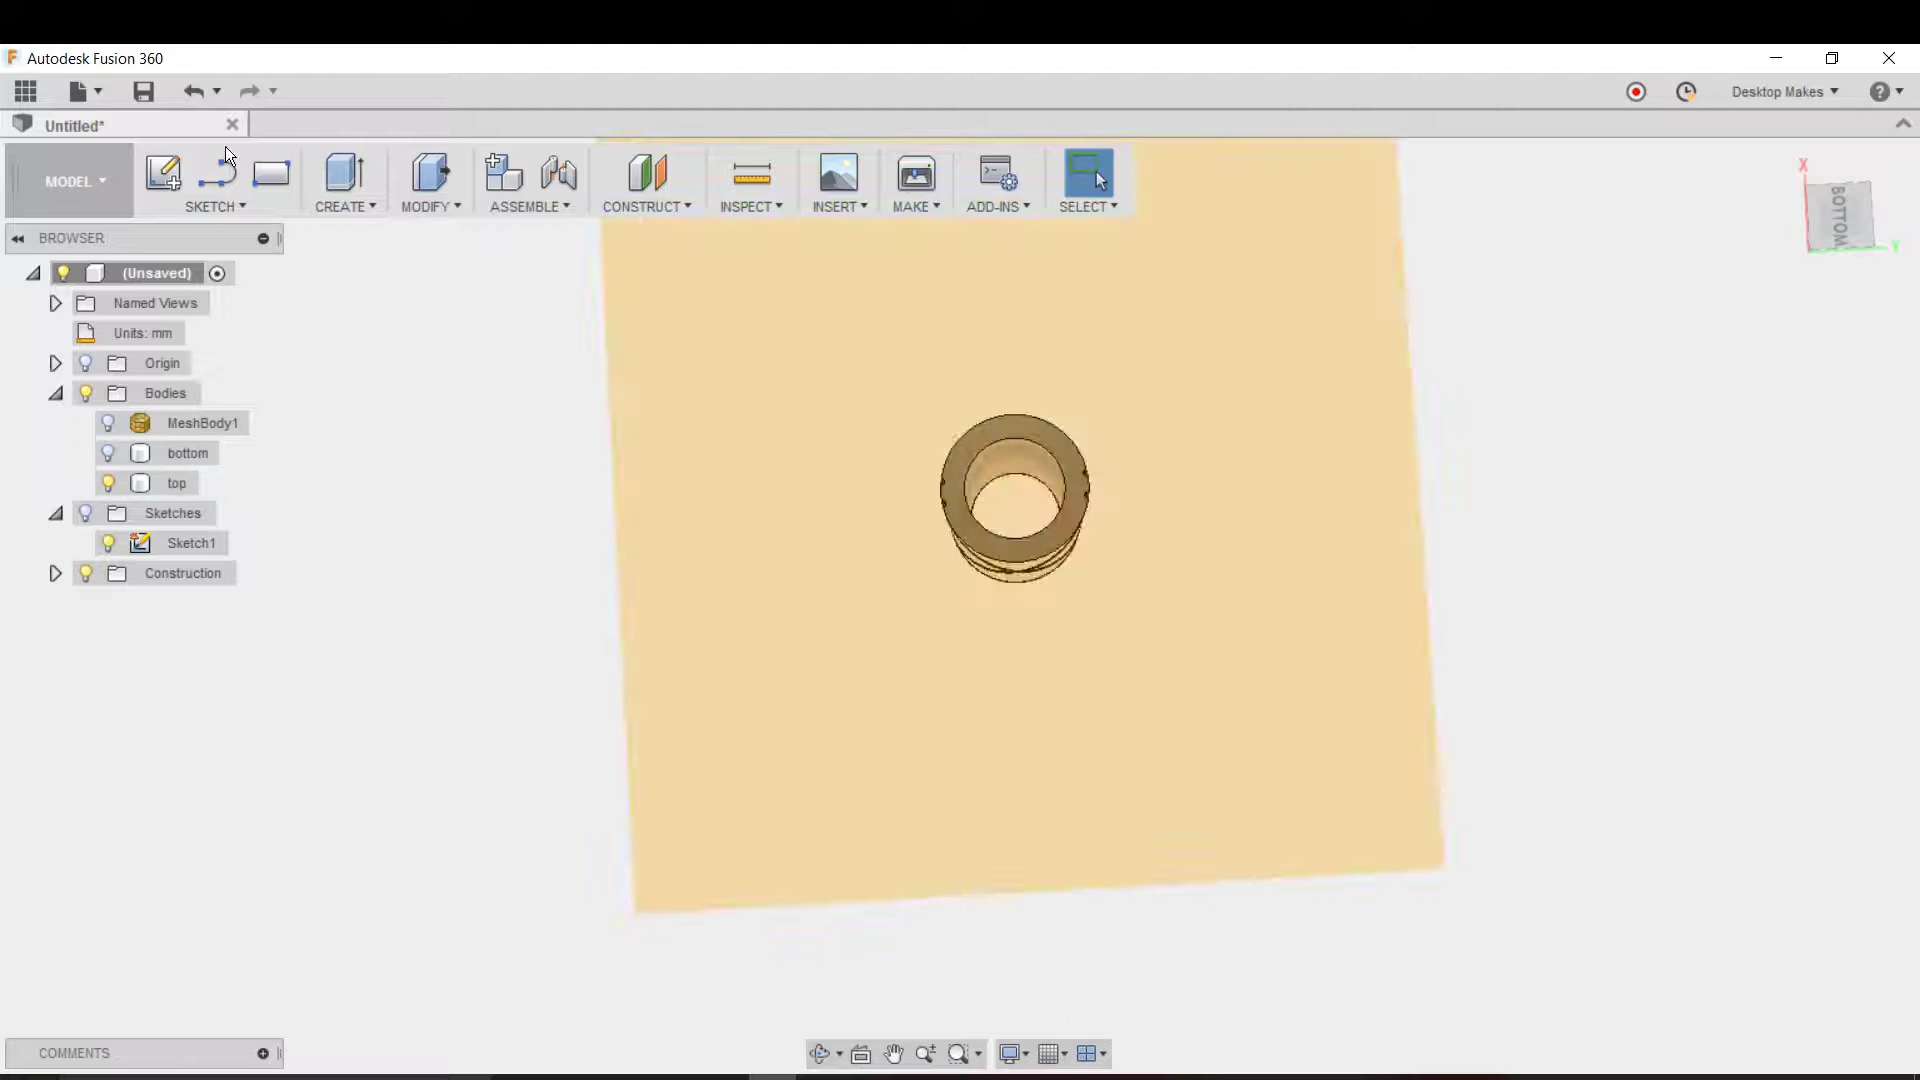 Autodesk Fusion 360
Desktop Makes
Untitled*
MODEL
SKETCH
CREATE
MODIFY
ASSEMBLE
CONSTRUCT
INSPECT
INSERT
MAKE
ADD-INS
SELECT
X
BOTTOM
Y
BROWSER
(Unsaved)
Named Views
Units: mm
Origin
Bodies
MeshBody1
bottom
top
Sketches
Sketch1
Construction
COMMENTS